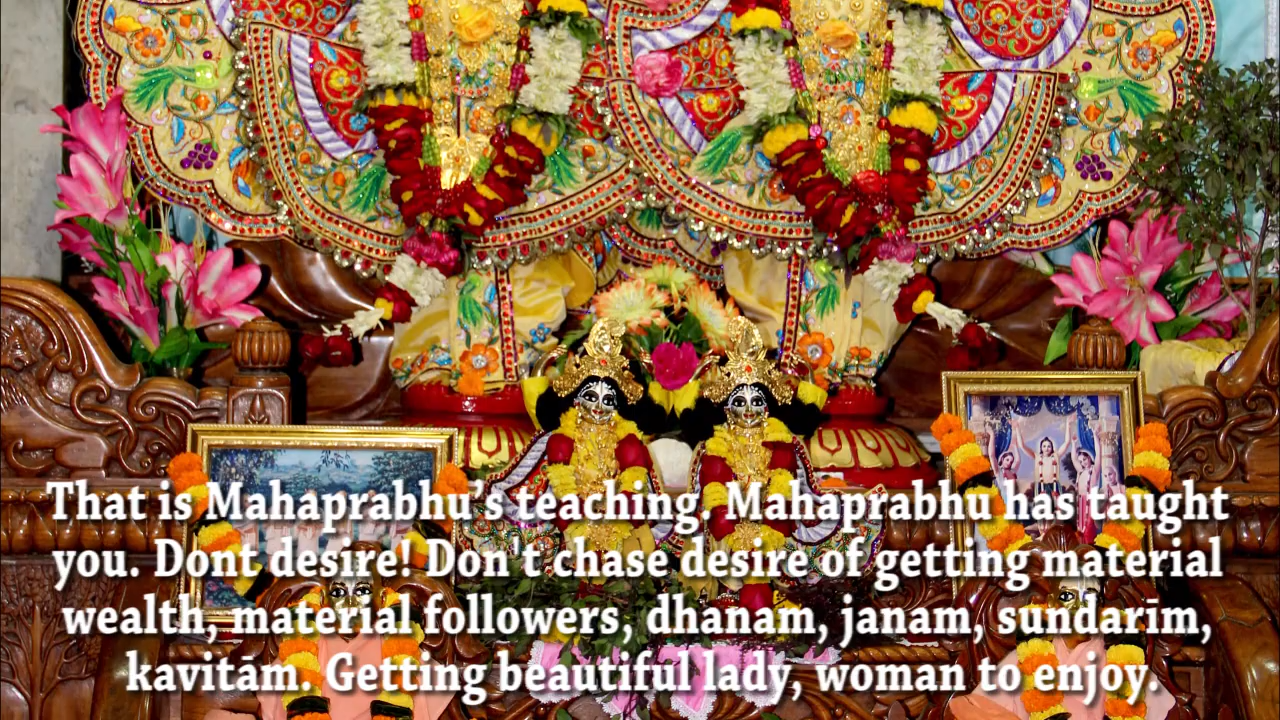 That is Mahaprabhu's teaching. Mahaprabhu has taught
you. Dont desire! Don't chase desire of getting material
wealth, material followers, dhanam, janam, sundarīm,
kavitām. Getting beautiful lady, woman to enjoy.